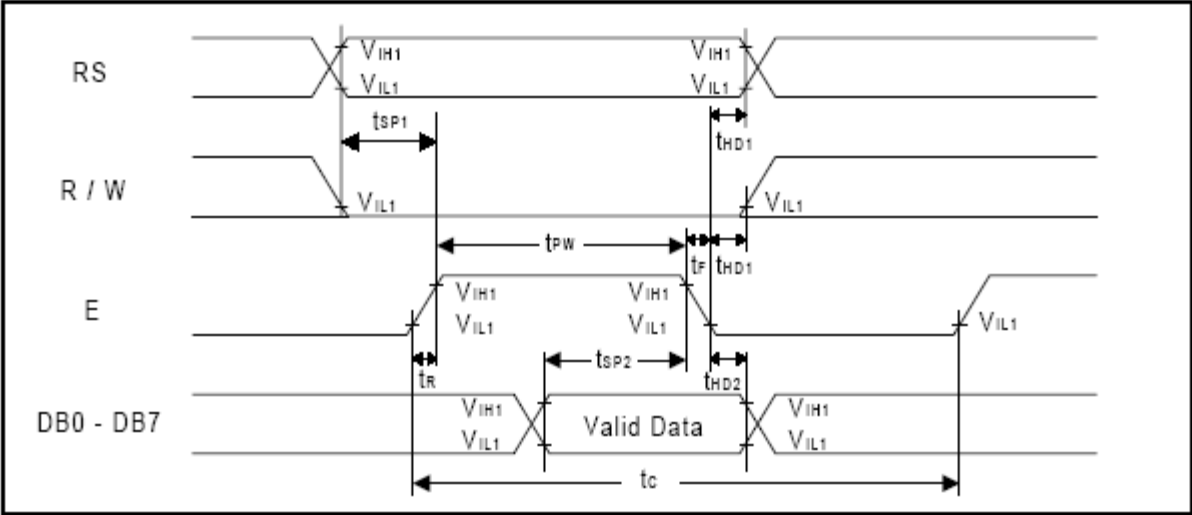 RS VIH1 VIH1
VIL1 VIL1
tSP1 tHD1
R / W VIL1 VIL1
tPW tF tHD1
E VIH1 VIH1
VIL1 VIL1 VIL1
tR tSP2 tHD2
DB0 - DB7 VIH1 Valid Data VIH1
VIL1 VIL1
tC